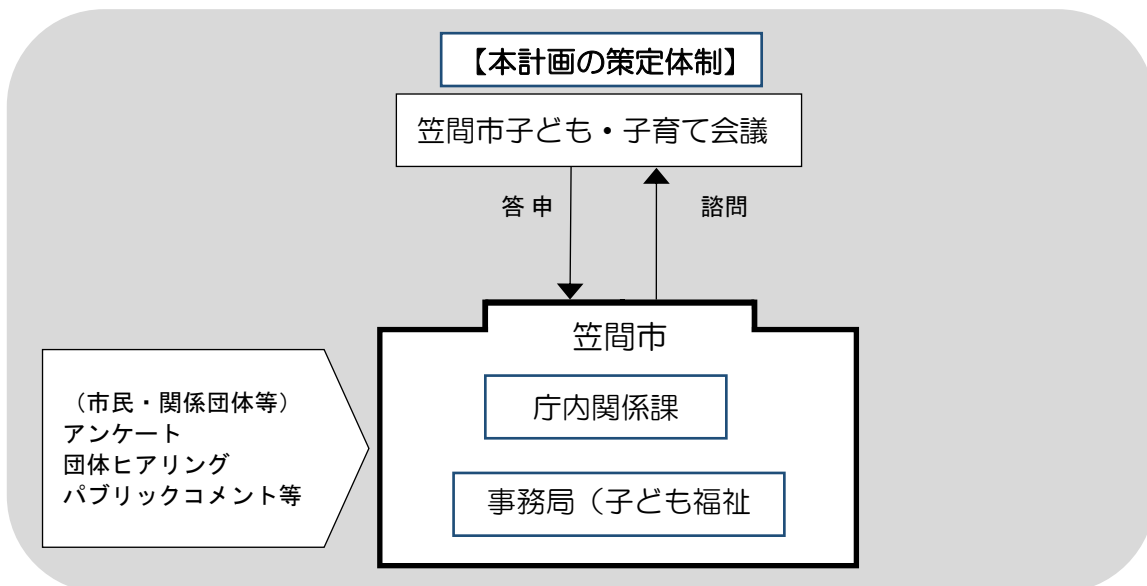 【本計画の策定体制】
笠間市子ども・子育て会議
答 申
諮問
笠間市
庁内関係課
事務局（子ども福祉
（市民・関係団体等）
アンケート
団体ヒアリング
パブリックコメント等